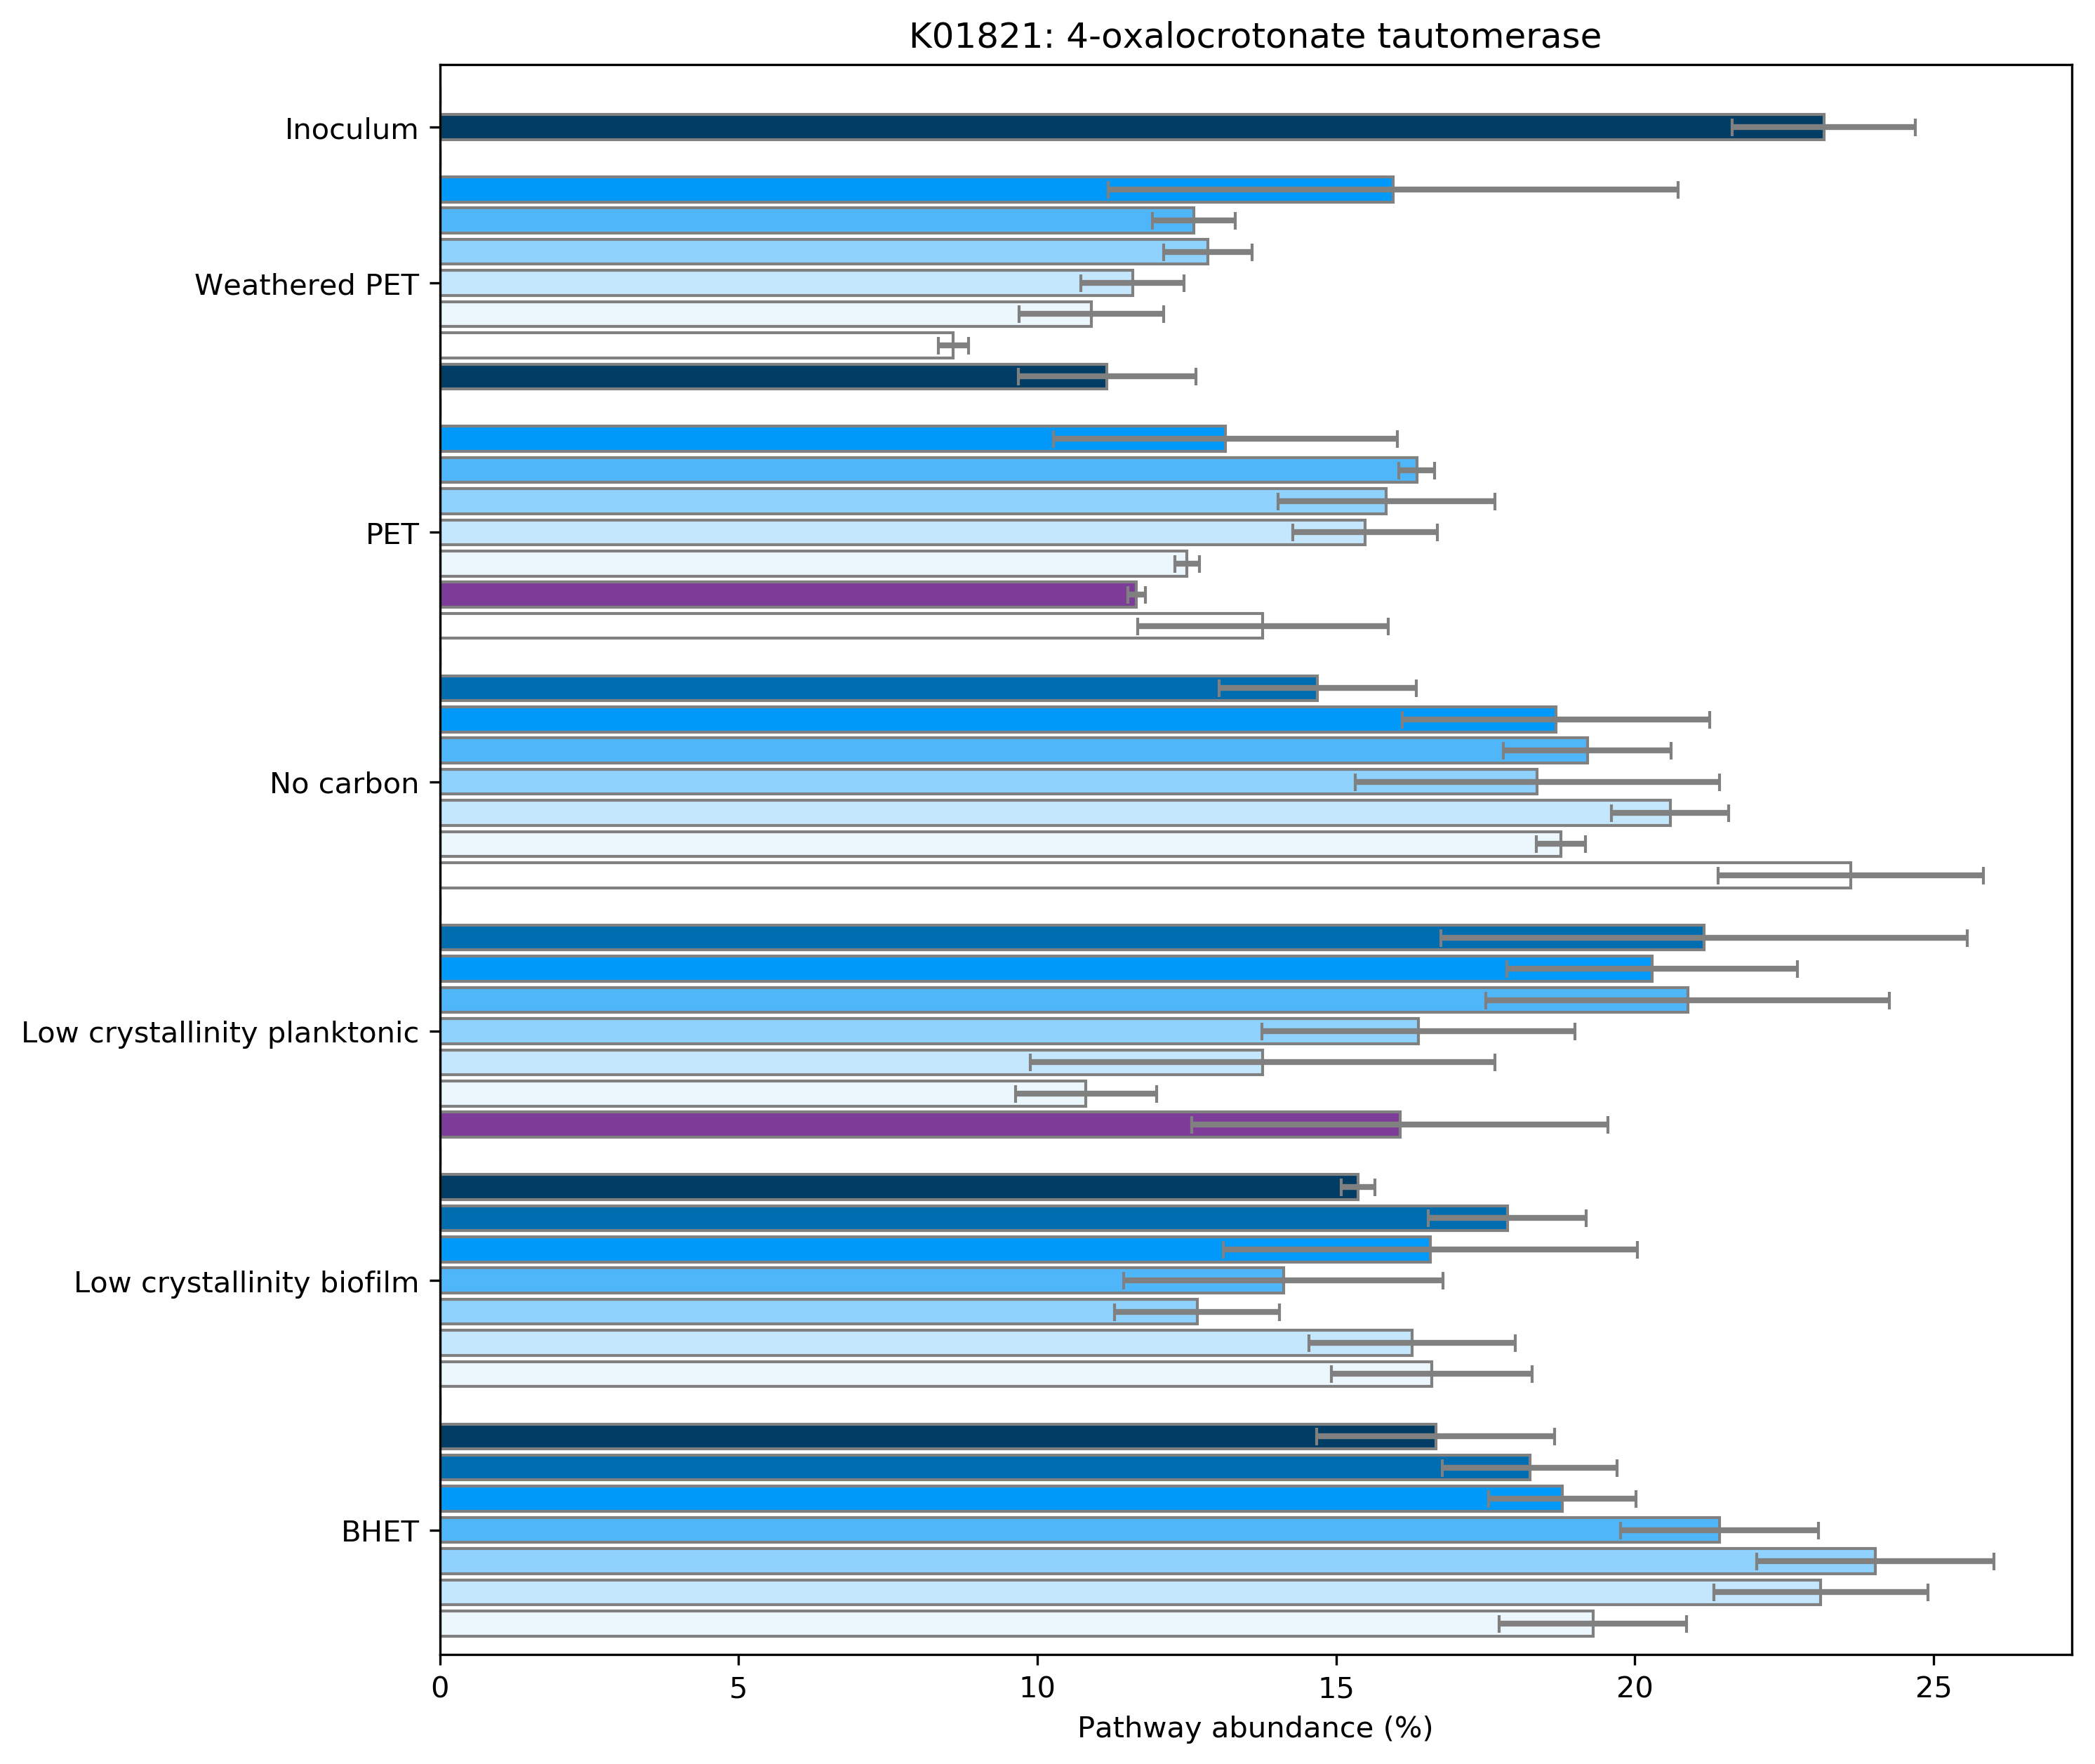 K01821: 4-oxalocrotonate tautomerase
Inoculum
Weathered PET
PET
No carbon
Low crystallinity planktonic
Low crystallinity biofilm
BHET
0 5 10 15 20 25
Pathway abundance (%)